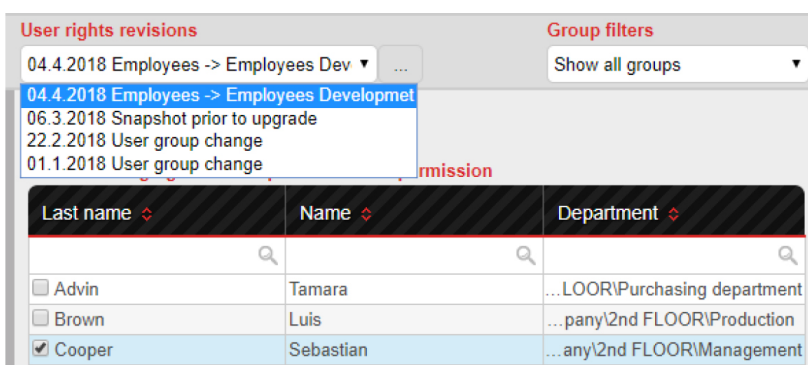 User rights revisions Group filters
04.4.2018 Employees -> Employees Dev ... Show all groups
04.4.2018 Employees -> Employees Developmet
06.3.2018 Snapshot prior to upgrade
22.2.2018 User group change
01.1.2018 User group change
rmission
Last name Name Department
Advin Tamara ...LOOR\Purchasing department
Brown Luis ...pany\2nd FLOOR\Production
Cooper Sebastian ...any\2nd FLOOR\Management